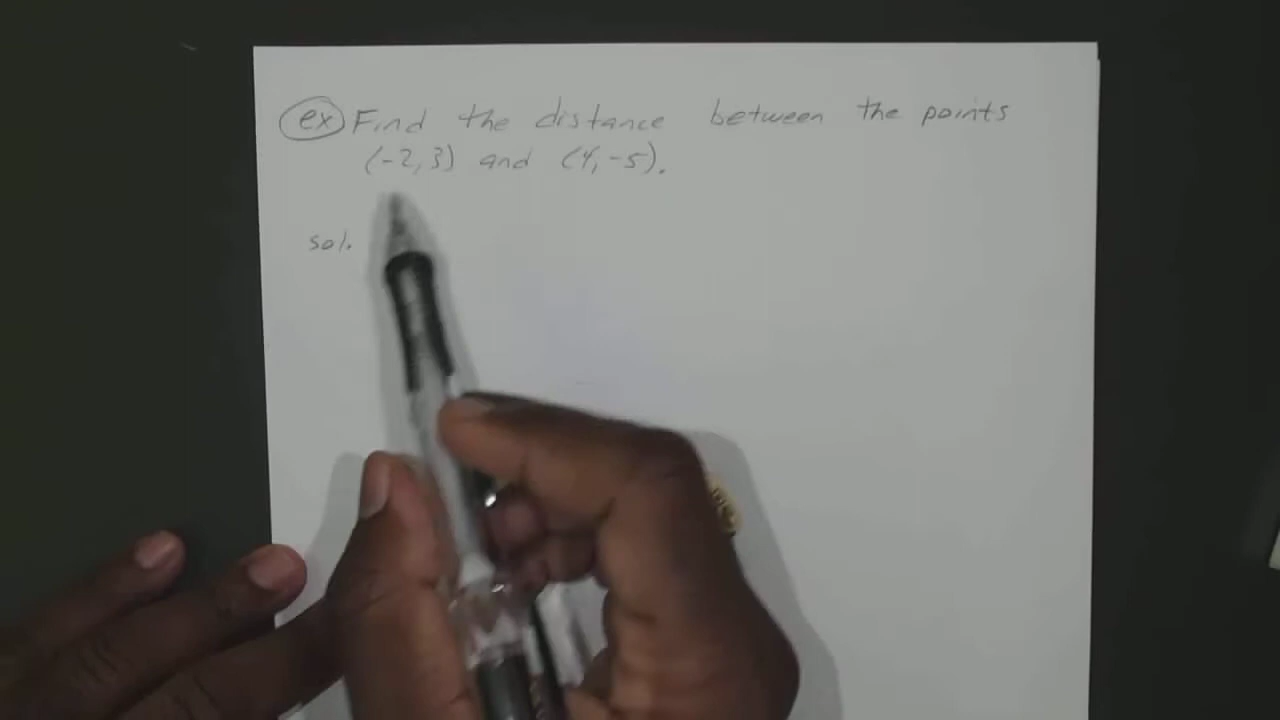 ex Find the distance between the points
(-2,3) and (4,-5).
sol.